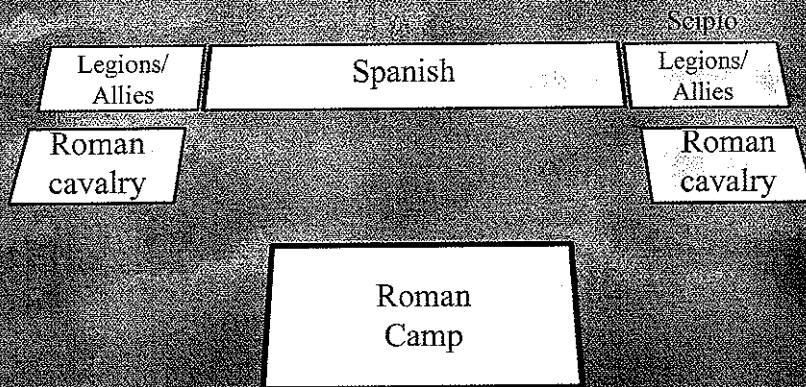 Scipio
Legions/
Allies
Spanish
Legions/
Allies
Roman
cavalry
Roman
cavalry
Roman
Camp